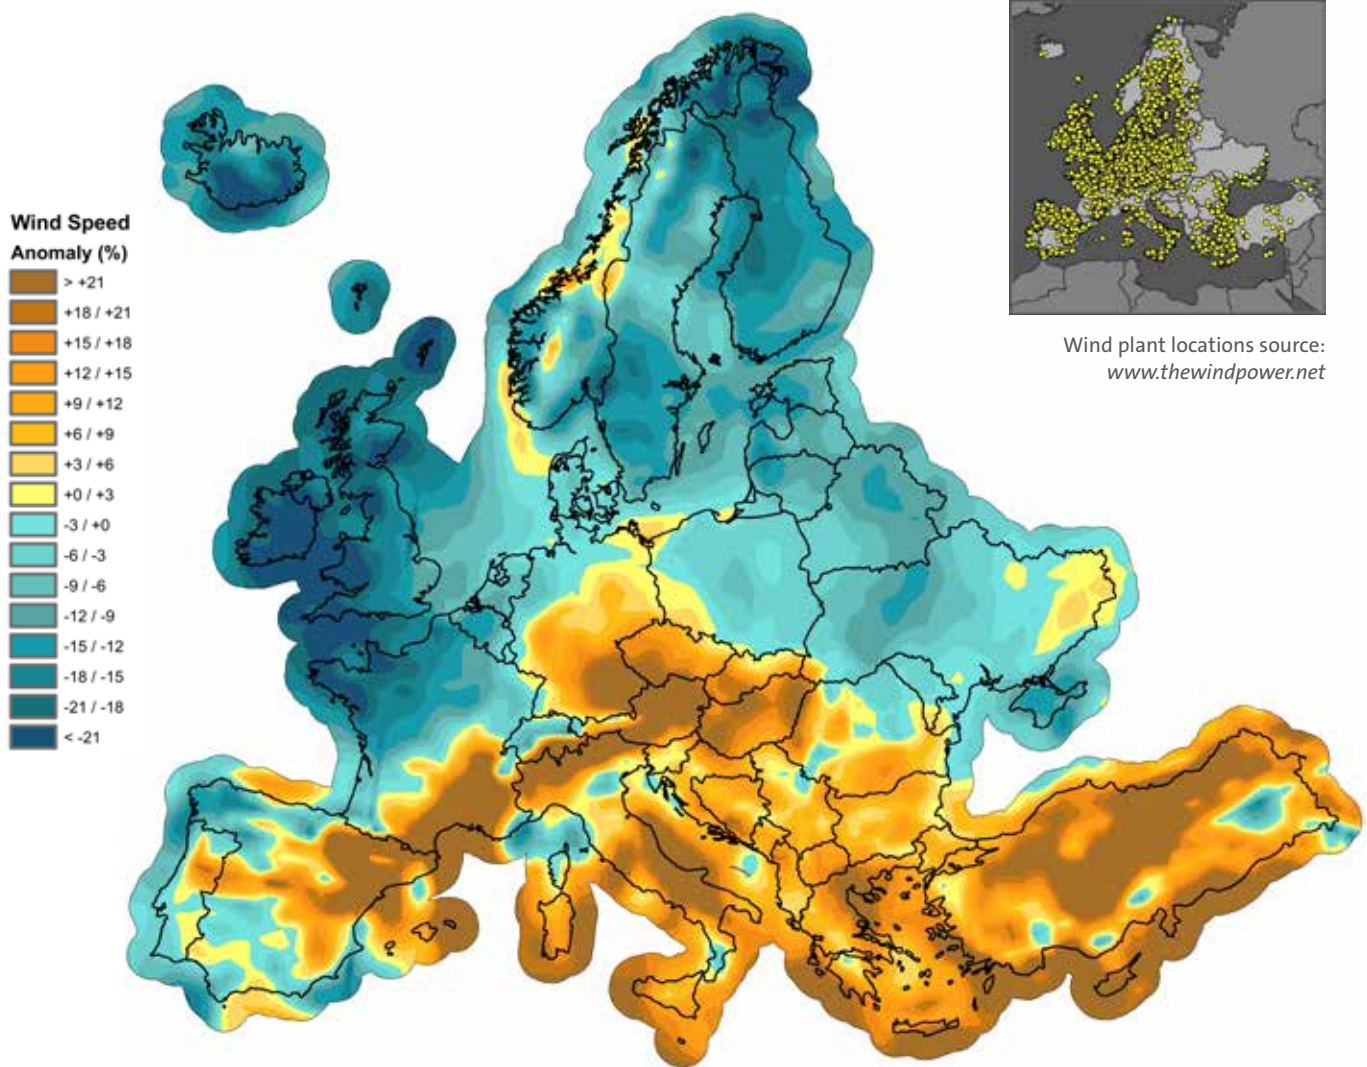 Wind Speed
Anomaly (%)
> +21
+18 / +21
+15 / +18
+12 / +15
+9 / +12
+6 / +9
+3 / +6
+0 / +3
-3 / +0
-6 / -3
-9 / -6
-12 / -9
-15 / -12
-18 / -15
-21 / -18
< -21
Wind plant locations source:
www.thewindpower.net